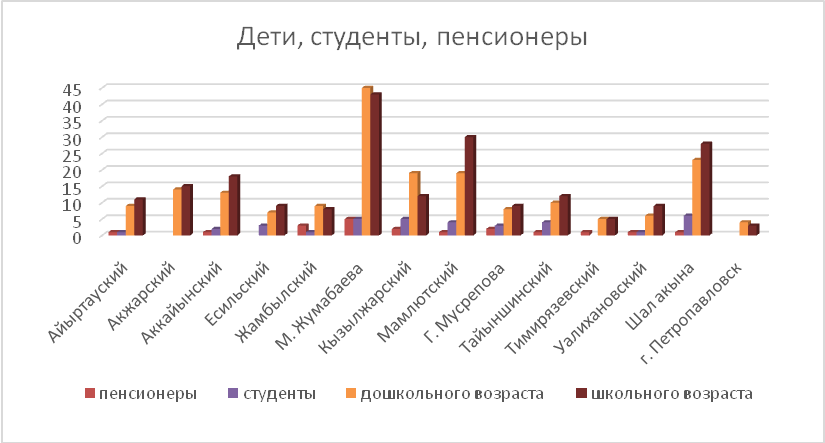 Дети, студенты, пенсионеры
45
40
35
30
25
20
15
10
5
0
Айыртауский
Акжарский
Аккайынский
Есильский
Жамбылский
М. Жумабаева
Кызылжарский
Мамлютский
Г. Мусрепова
Тайыншинский
Тимирязевский
Уалихановский
Шал акына
г. Петропавловск
пенсионеры студенты дошкольного возраста школьного возраста